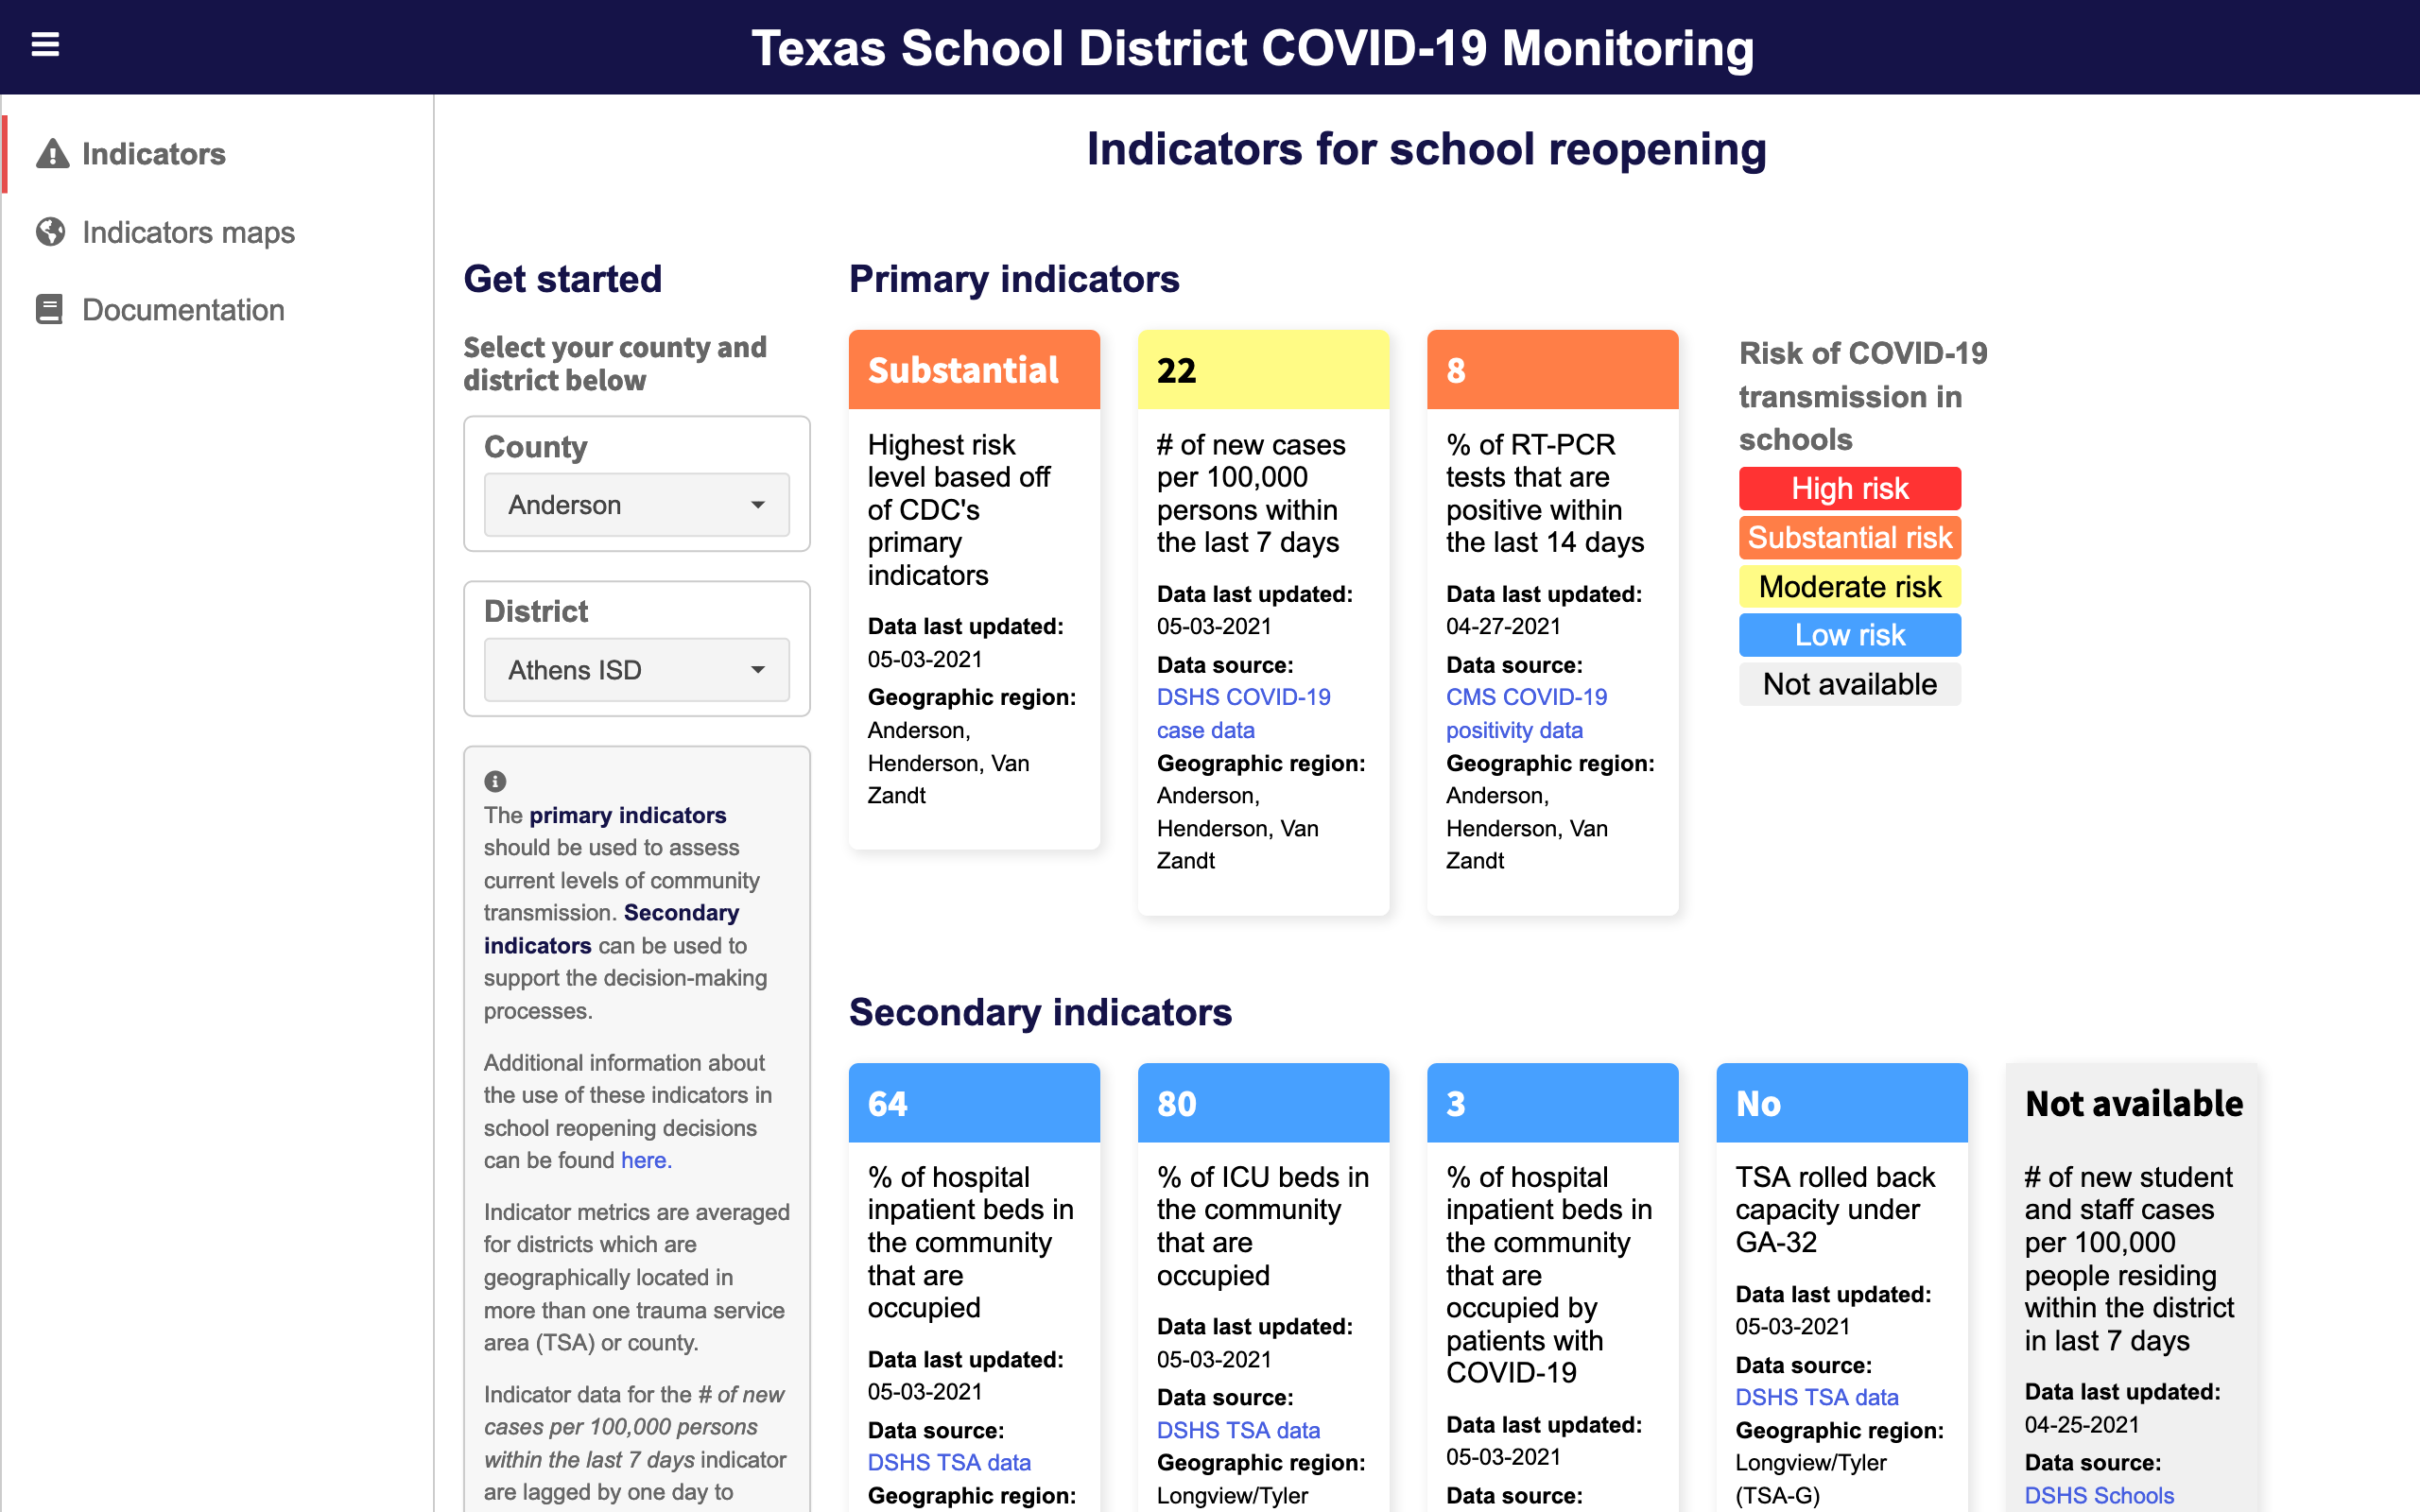 Texas School District COVID-19 Monitoring
Indicators
Indicators maps
Documentation
Indicators for school reopening
Get started
Select your county and
district below
County
Anderson
District
Athens ISD
The primary indicators
should be used to assess
current levels of community
transmission. Secondary
indicators can be used to
support the decision-making
processes.
Additional information about
the use of these indicators in
school reopening decisions
can be found here.
Indicator metrics are averaged
for districts which are
geographically located in
more than one trauma service
area (TSA) or county.
Indicator data for the # of new
cases per 100,000 persons
within the last 7 days indicator
are lagged by one day to
Primary indicators
Substantial
Highest risk
level based off
of CDC's
primary
indicators
Data last updated:
05-03-2021
Geographic region:
Anderson,
Henderson, Van
Zandt
22
# of new cases
per 100,000
persons within
the last 7 days
Data last updated:
05-03-2021
Data source:
DSHS COVID-19
case data
Geographic region:
Anderson,
Henderson, Van
Zandt
8
% of RT-PCR
tests that are
positive within
the last 14 days
Data last updated:
04-27-2021
Data source:
CMS COVID-19
positivity data
Geographic region:
Anderson,
Henderson, Van
Zandt
Risk of COVID-19
transmission in
schools
High risk
Substantial risk
Moderate risk
Low risk
Not available
Secondary indicators
64
% of hospital
inpatient beds in
the community
that are
occupied
Data last updated:
05-03-2021
Data source:
DSHS TSA data
Geographic region:
80
% of ICU beds in
the community
that are
occupied
Data last updated:
05-03-2021
Data source:
DSHS TSA data
Geographic region:
Longview/Tyler
3
% of hospital
inpatient beds in
the community
that are
occupied by
patients with
COVID-19
Data last updated:
05-03-2021
Data source:
No
TSA rolled back
capacity under
GA-32
Data last updated:
05-03-2021
Data source:
DSHS TSA data
Geographic region:
Longview/Tyler
(TSA-G)
Not available
# of new student
and staff cases
per 100,000
people residing
within the district
in last 7 days
Data last updated:
04-25-2021
Data source:
DSHS Schools